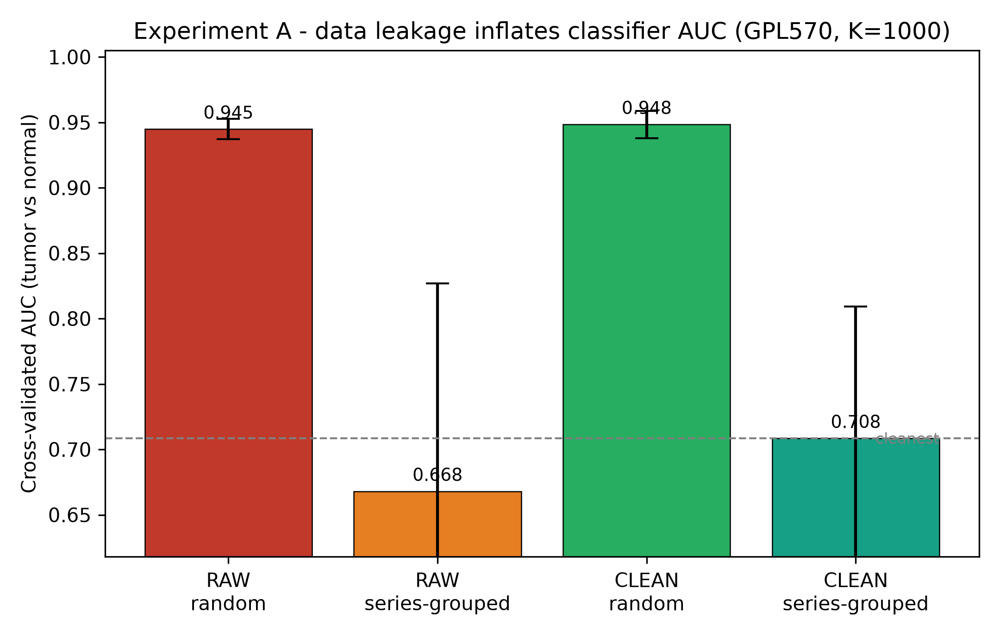 Experiment A - data leakage inflates classifier AUC (GPL570, K=1000)
Cross-validated AUC (tumor vs normal)
1.00
0.95
0.90
0.85
0.80
0.75
0.70
0.65
0.945
0.668
0.948
0.708
cleanest
RAW
random
RAW
series-grouped
CLEAN
random
CLEAN
series-grouped